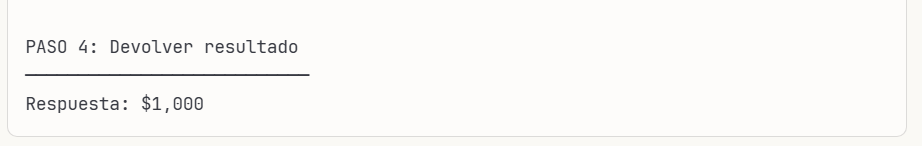 PASO 4: Devolver resultado
───────────────────────────
Respuesta: $1,000